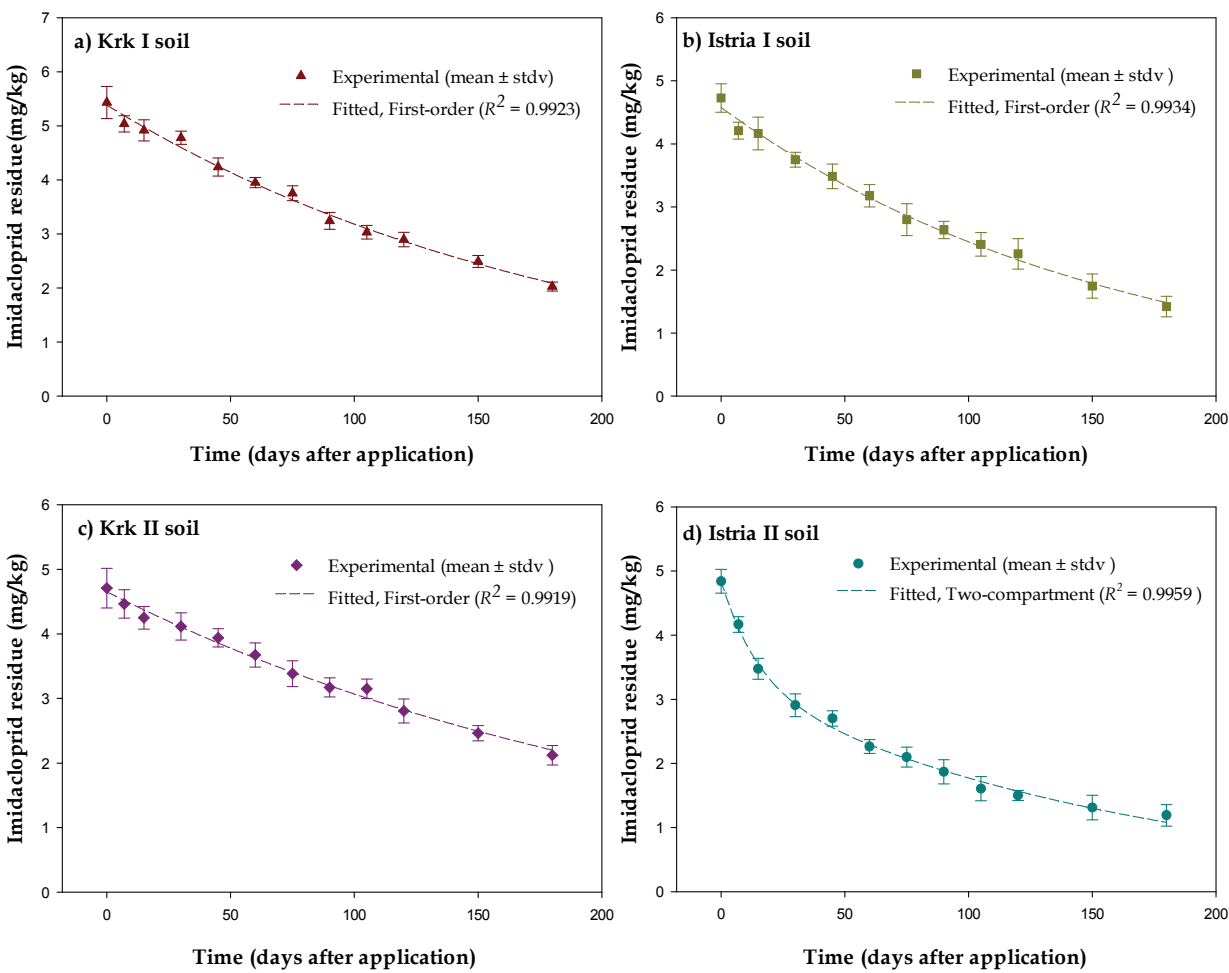 a) Krk I soil
Experimental (mean ± stdv)
Fitted, First-order (R² = 0.9923)
Imidacloprid residue(mg/kg)
7
6
5
4
3
2
1
0
0 50 100 150 200
Time (days after application)
b) Istria I soil
Experimental (mean ± stdv )
Fitted, First-order (R² = 0.9934)
Imidacloprid residue (mg/kg)
6
5
4
3
2
1
0
0 50 100 150 200
Time (days after application)
c) Krk II soil
Experimental (mean ± stdv )
Fitted, First-order (R² = 0.9919)
Imidacloprid residue (mg/kg)
6
5
4
3
2
1
0
0 50 100 150 200
Time (days after application)
d) Istria II soil
Experimental (mean ± stdv )
Fitted, Two-compartment (R² = 0.9959 )
Imidacloprid residue (mg/kg)
6
5
4
3
2
1
0
0 50 100 150 200
Time (days after application)